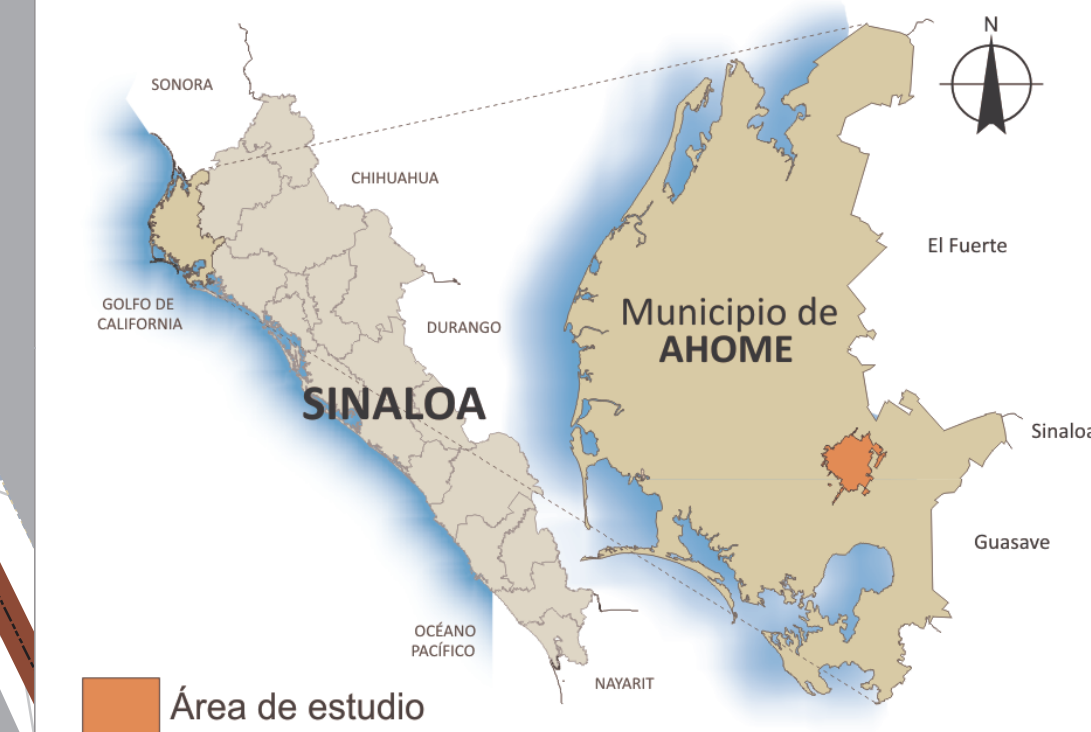 N
SONORA
CHIHUAHUA
El Fuerte
GOLFO DE
CALIFORNIA
Municipio de
AHOME
DURANGO
SINALOA
Sinaloa
Guasave
OCÉANO
PACÍFICO
NAYARIT
Área de estudio